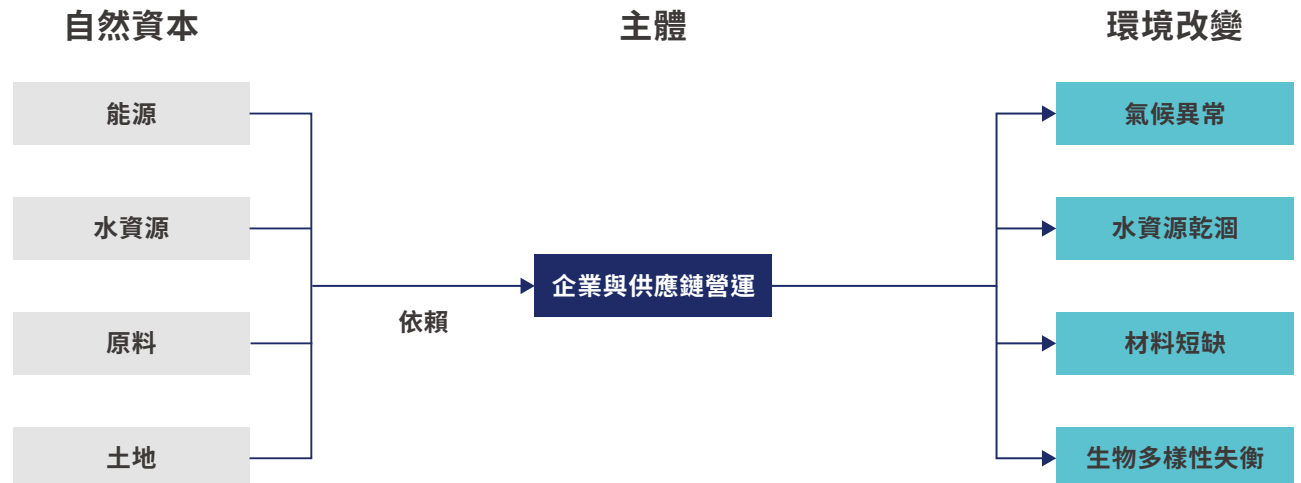 自然資本
主體
環境改變
能源
水資源
原料
土地
依賴
企業與供應鏈營運
氣候異常
水資源乾涸
材料短缺
生物多樣性失衡